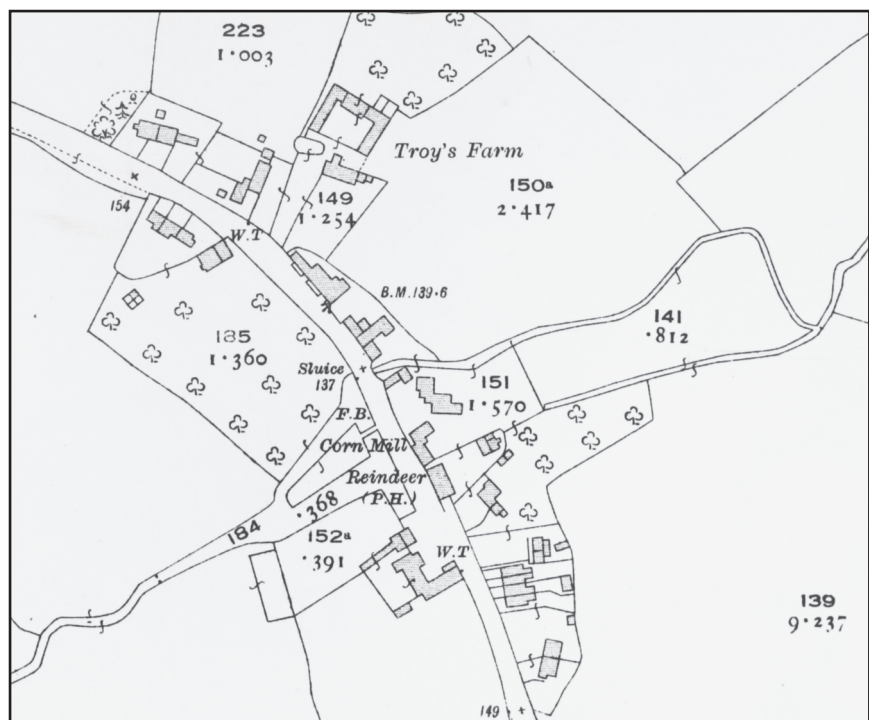 223
1·003
Troy's Farm
150a
2·417
149
1·254
154
W.T
B.M.139·6
141
·812
185
1·360
Sluice
137
151
1·570
F.B.
Corn Mill
Reindeer
(P.H.)
·368
184
152a
·391
W.T
139
9·237
149